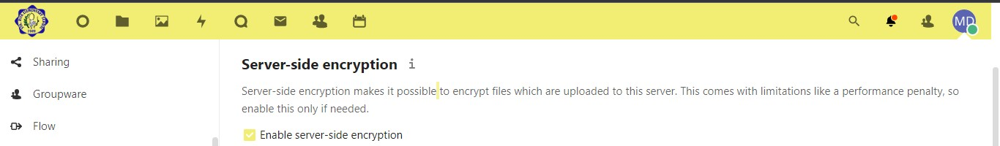 MD
Sharing
Groupware
Flow
Server-side encryption
Server-side encryption makes it possible to encrypt files which are uploaded to this server. This comes with limitations like a performance penalty, so
enable this only if needed.
Enable server-side encryption